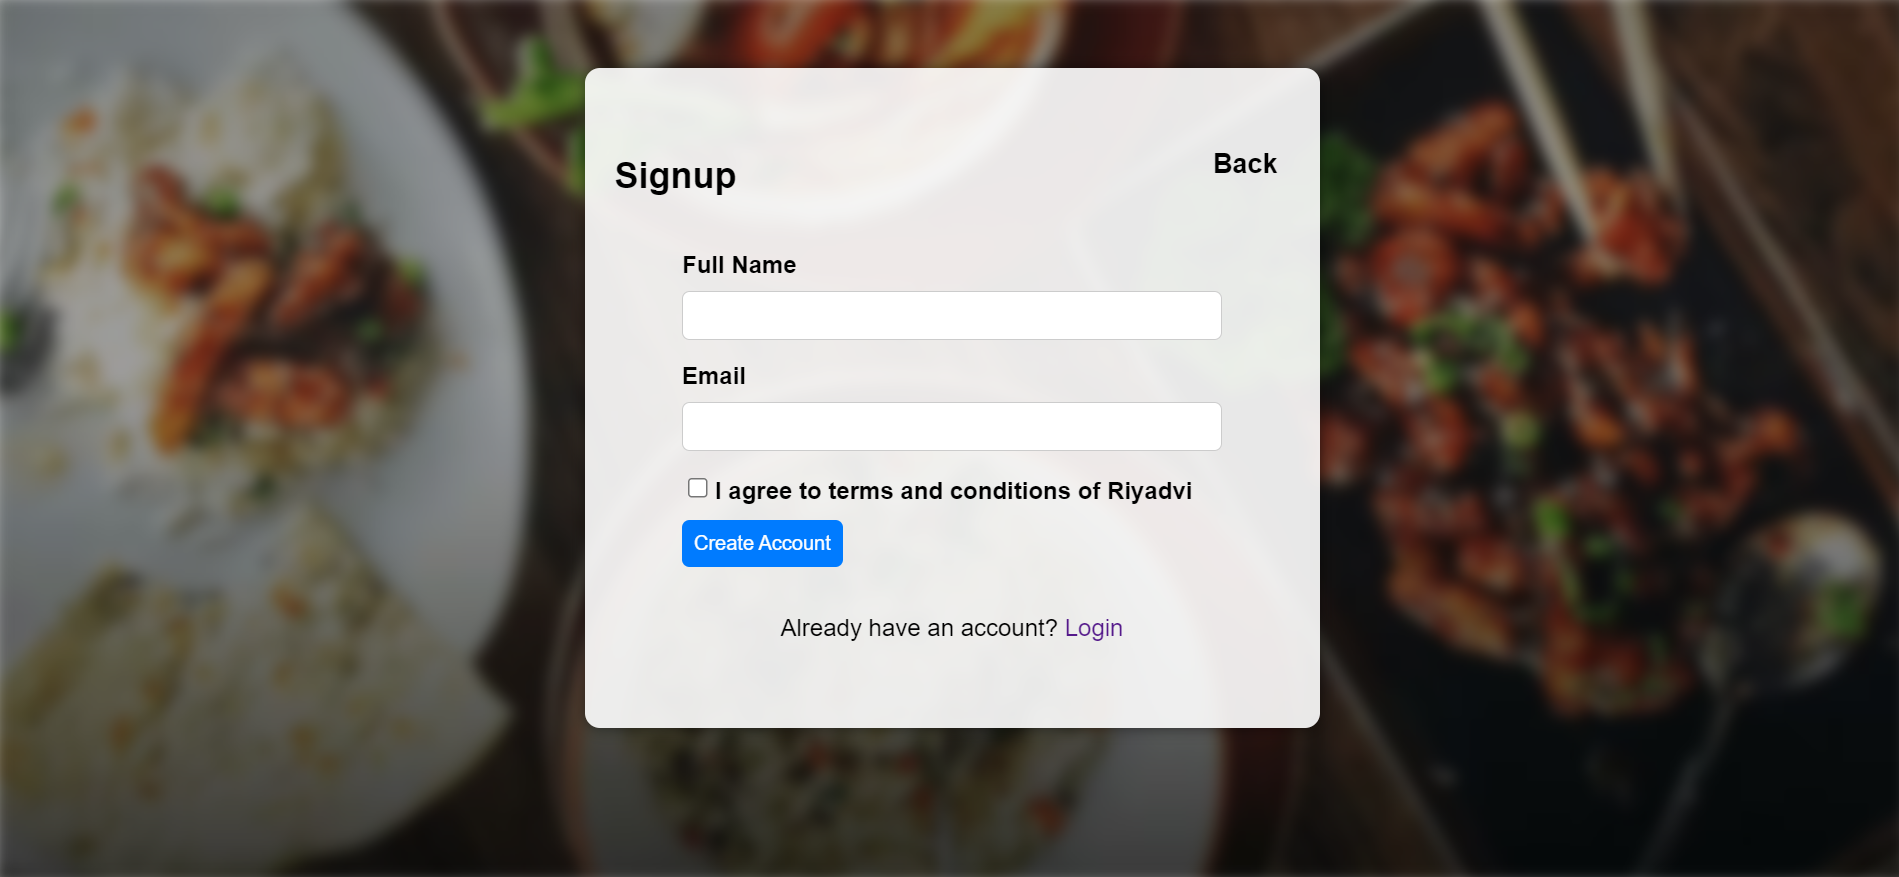 Signup
Back
Full Name
Email
I agree to terms and conditions of Riyadvi
Create Account
Already have an account? Login